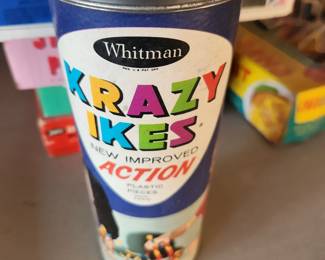 Whitman
KRAZY
IKES
NEW IMPROVED
ACTION
PLASTIC
PIECES